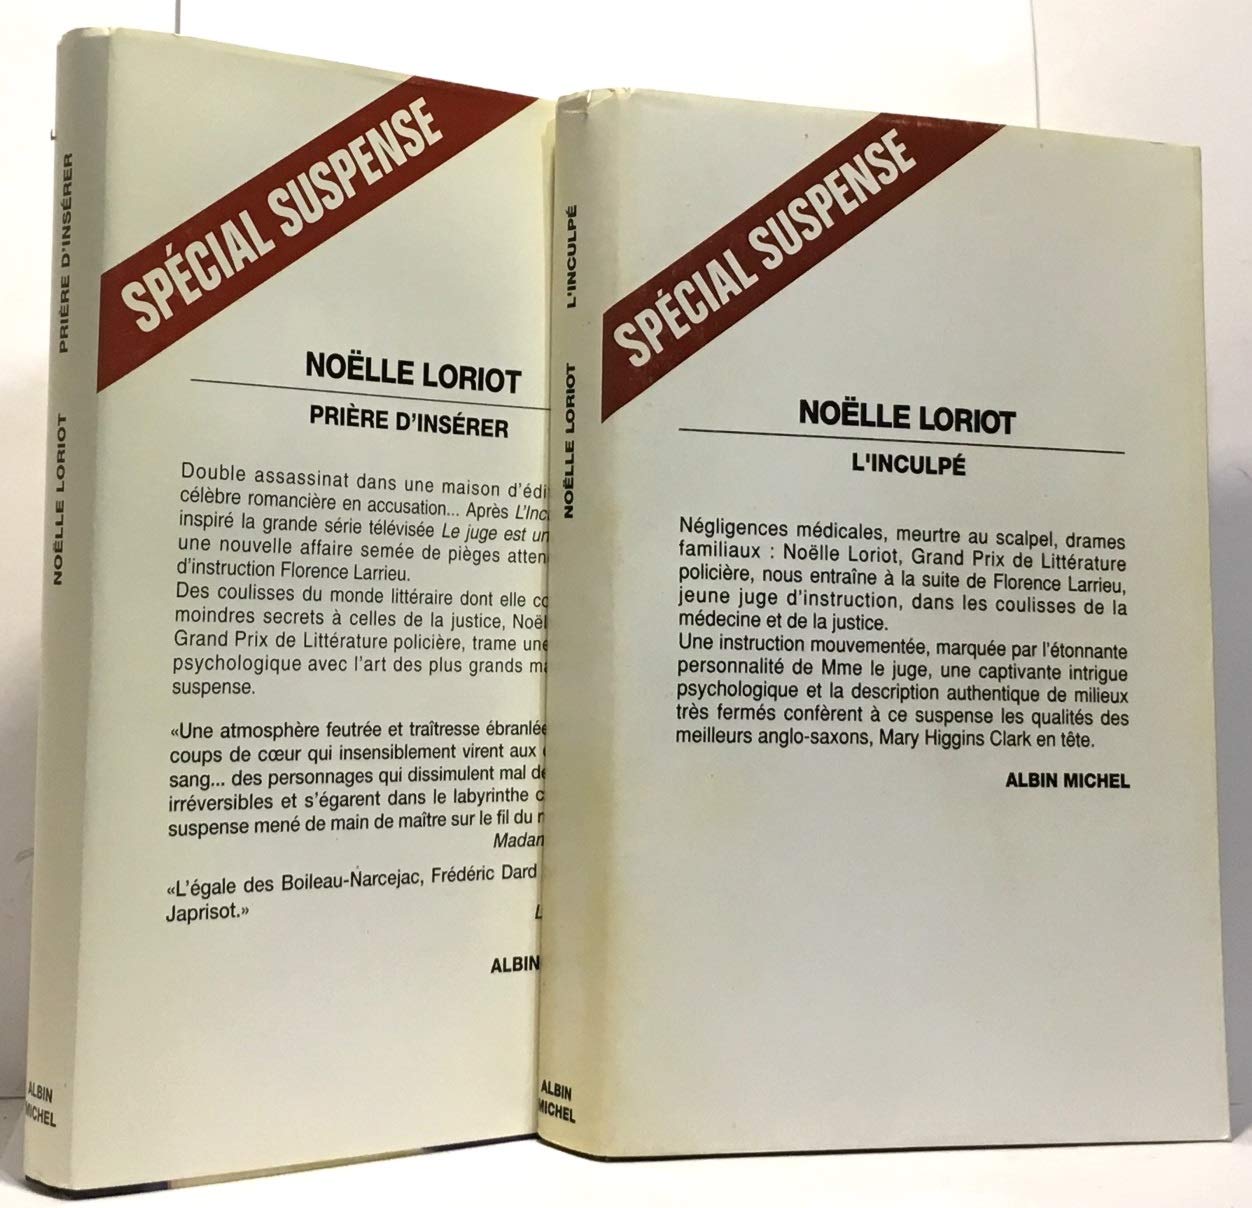 PRIÈRE D'INSÉRER
NOËLLE LORIOT
ALBIN
MICHEL
SPÉCIAL SUSPENSE
NOËLLE LORIOT
PRIÈRE D'INSÉRER
Double assassinat dans une maison d'édi
célèbre romancière en accusation... Après L'Inc
inspiré la grande série télévisée Le juge est un
une nouvelle affaire semée de pièges atten
d'instruction Florence Larrieu.
Des coulisses du monde littéraire dont elle co
moindres secrets à celles de la justice, Noël
Grand Prix de Littérature policière, trame une
psychologique avec l'art des plus grands ma
suspense.
«Une atmosphère feutrée et traîtresse ébranlée
coups de cœur qui insensiblement virent aux
sang... des personnages qui dissimulent mal de
irréversibles et s'égarent dans le labyrinthe c
suspense mené de main de maître sur le fil du r
Madam
«L'égale des Boileau-Narcejac, Frédéric Dard
Japrisot.»
L
ALBIN
L'INCULPÉ
NOËLLE LORIOT
ALBIN
MICHEL
SPÉCIAL SUSPENSE
NOËLLE LORIOT
L'INCULPÉ
Négligences médicales, meurtre au scalpel, drames
familiaux : Noëlle Loriot, Grand Prix de Littérature
policière, nous entraîne à la suite de Florence Larrieu,
jeune juge d'instruction, dans les coulisses de la
médecine et de la justice.
Une instruction mouvementée, marquée par l'étonnante
personnalité de Mme le juge, une captivante intrigue
psychologique et la description authentique de milieux
très fermés confèrent à ce suspense les qualités des
meilleurs anglo-saxons, Mary Higgins Clark en tête.
ALBIN MICHEL